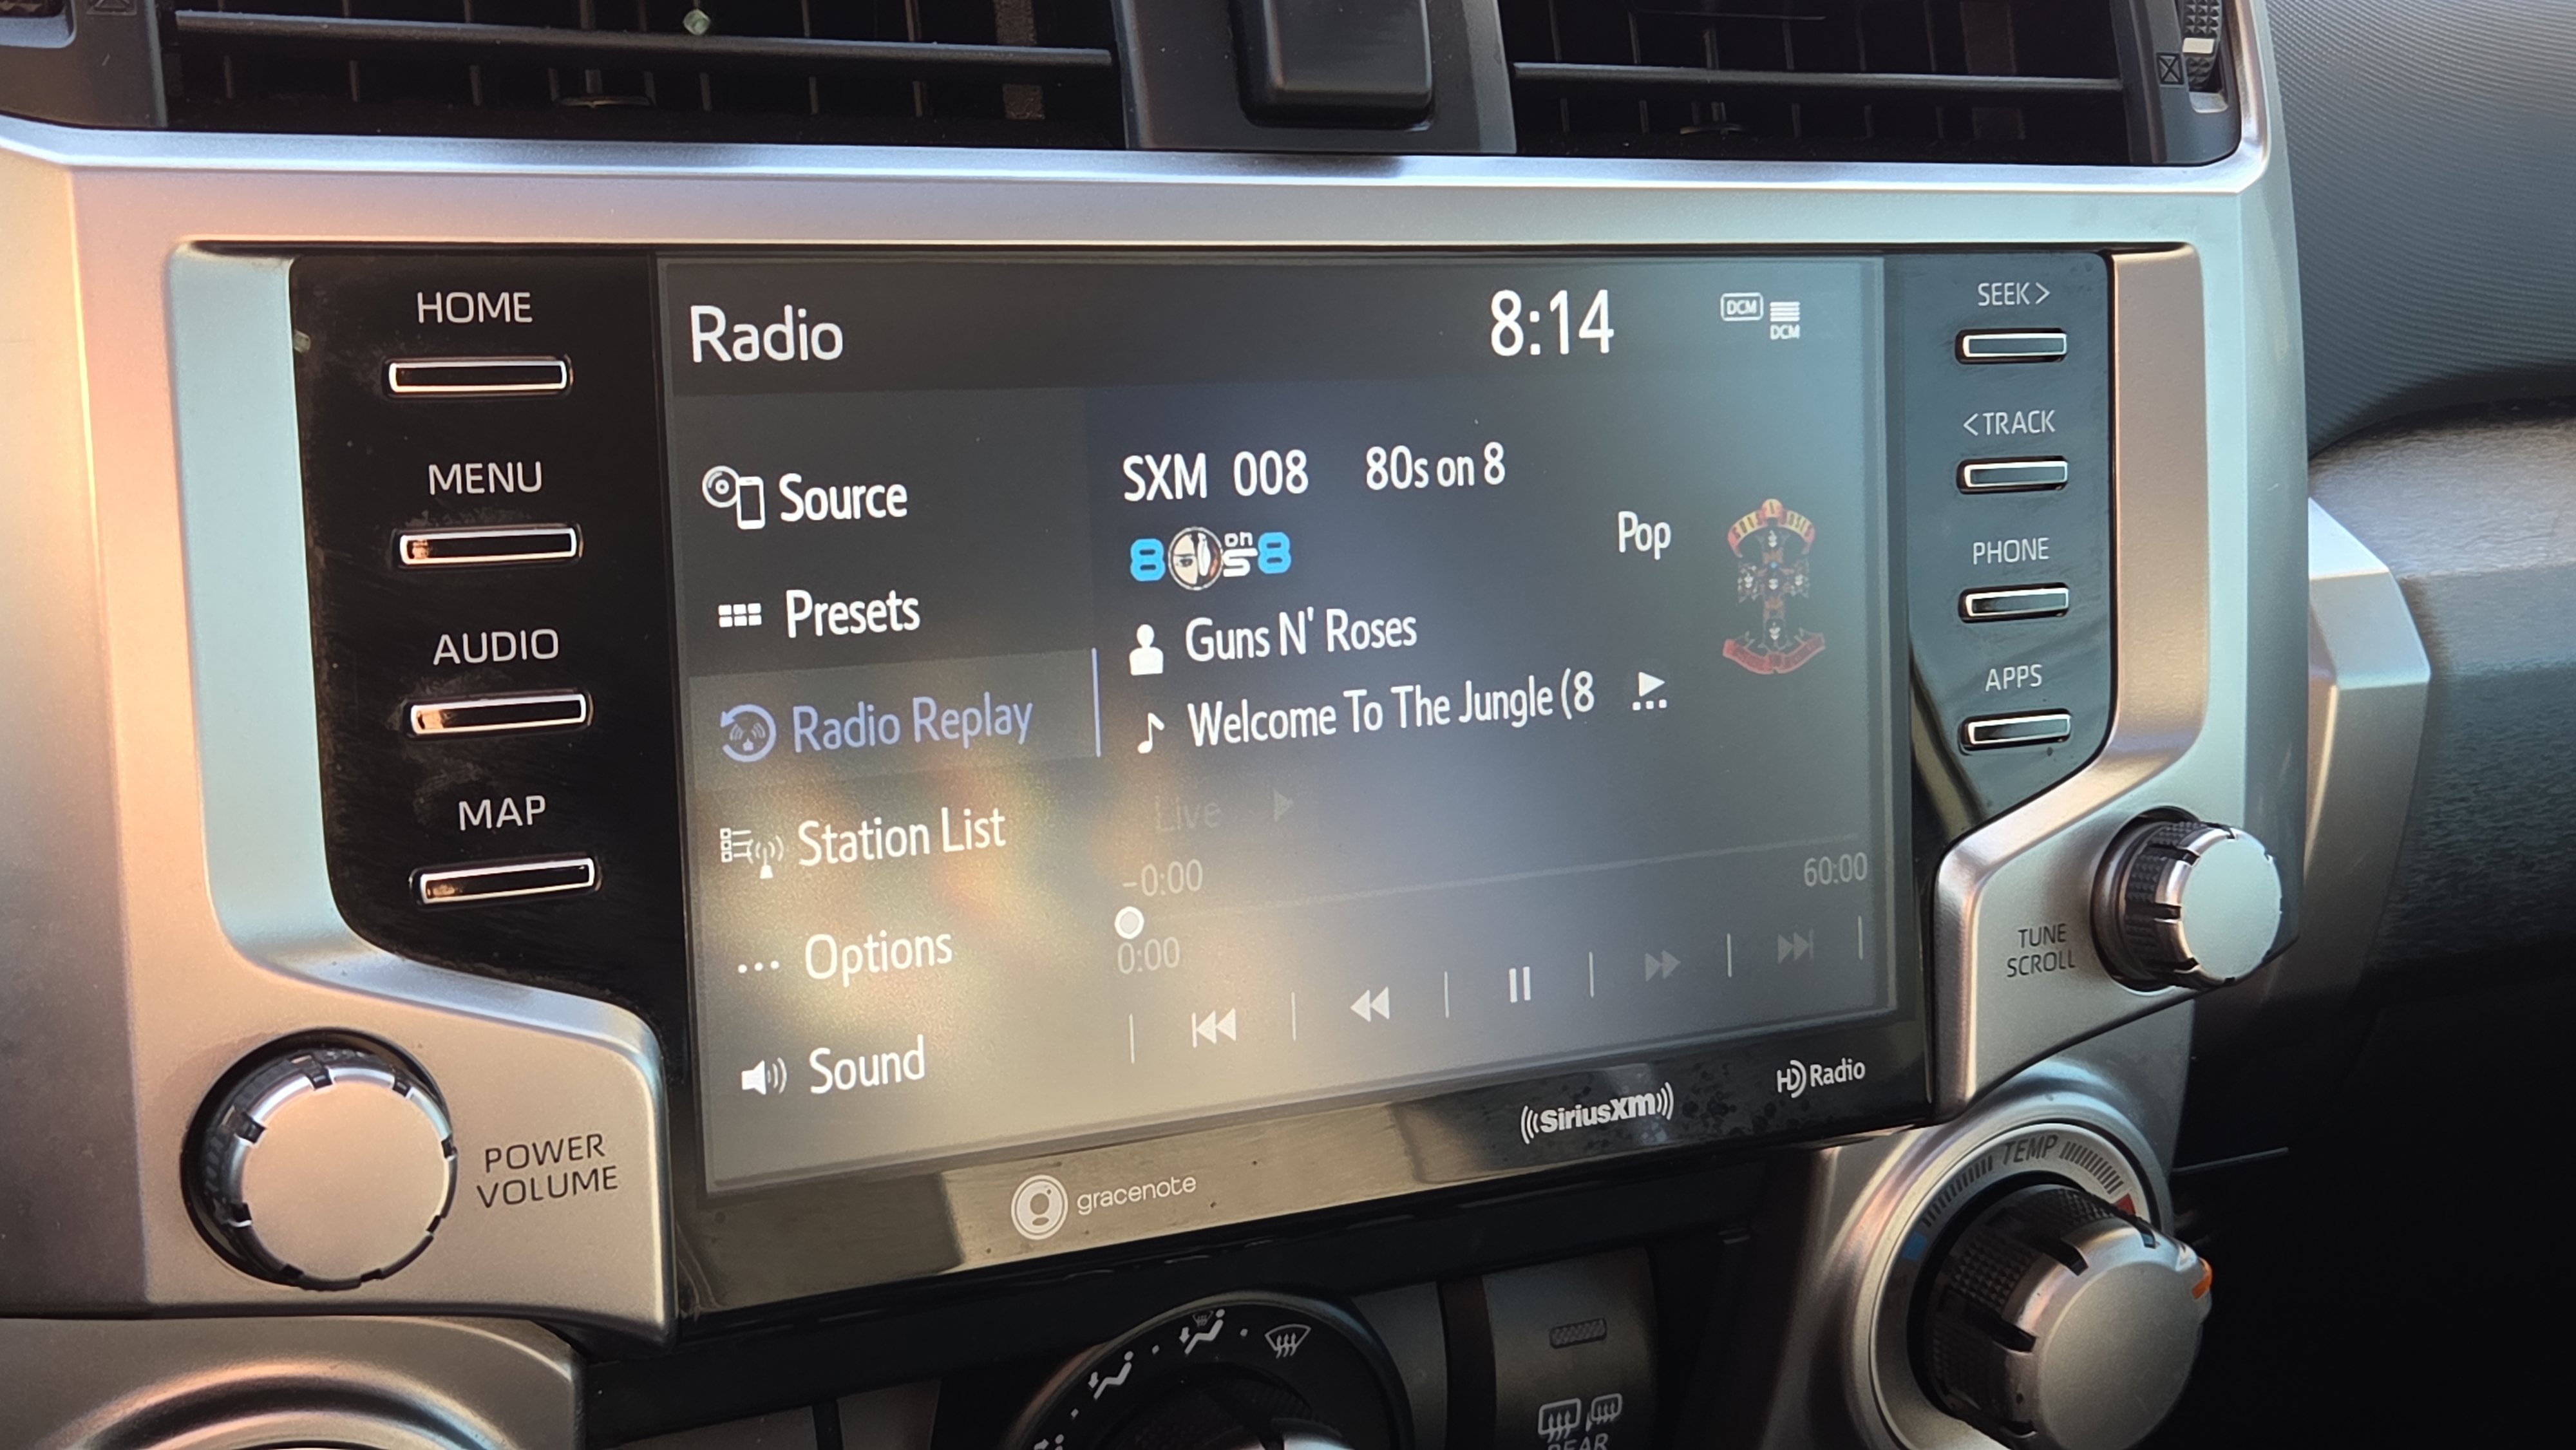 HOME
MENU
AUDIO
MAP
POWER
VOLUME
Radio
8:14
DCM
DCM
Source
Presets
Radio Replay
Station List
Options
Sound
SXM 008 80s on 8
80s on 8
Pop
Guns N' Roses
Welcome To The Jungle (8
Live
-0:00
60:00
0:00
gracenote
SiriusXM
HD Radio
SEEK >
< TRACK
PHONE
APPS
TUNE
SCROLL
TEMP
REAR